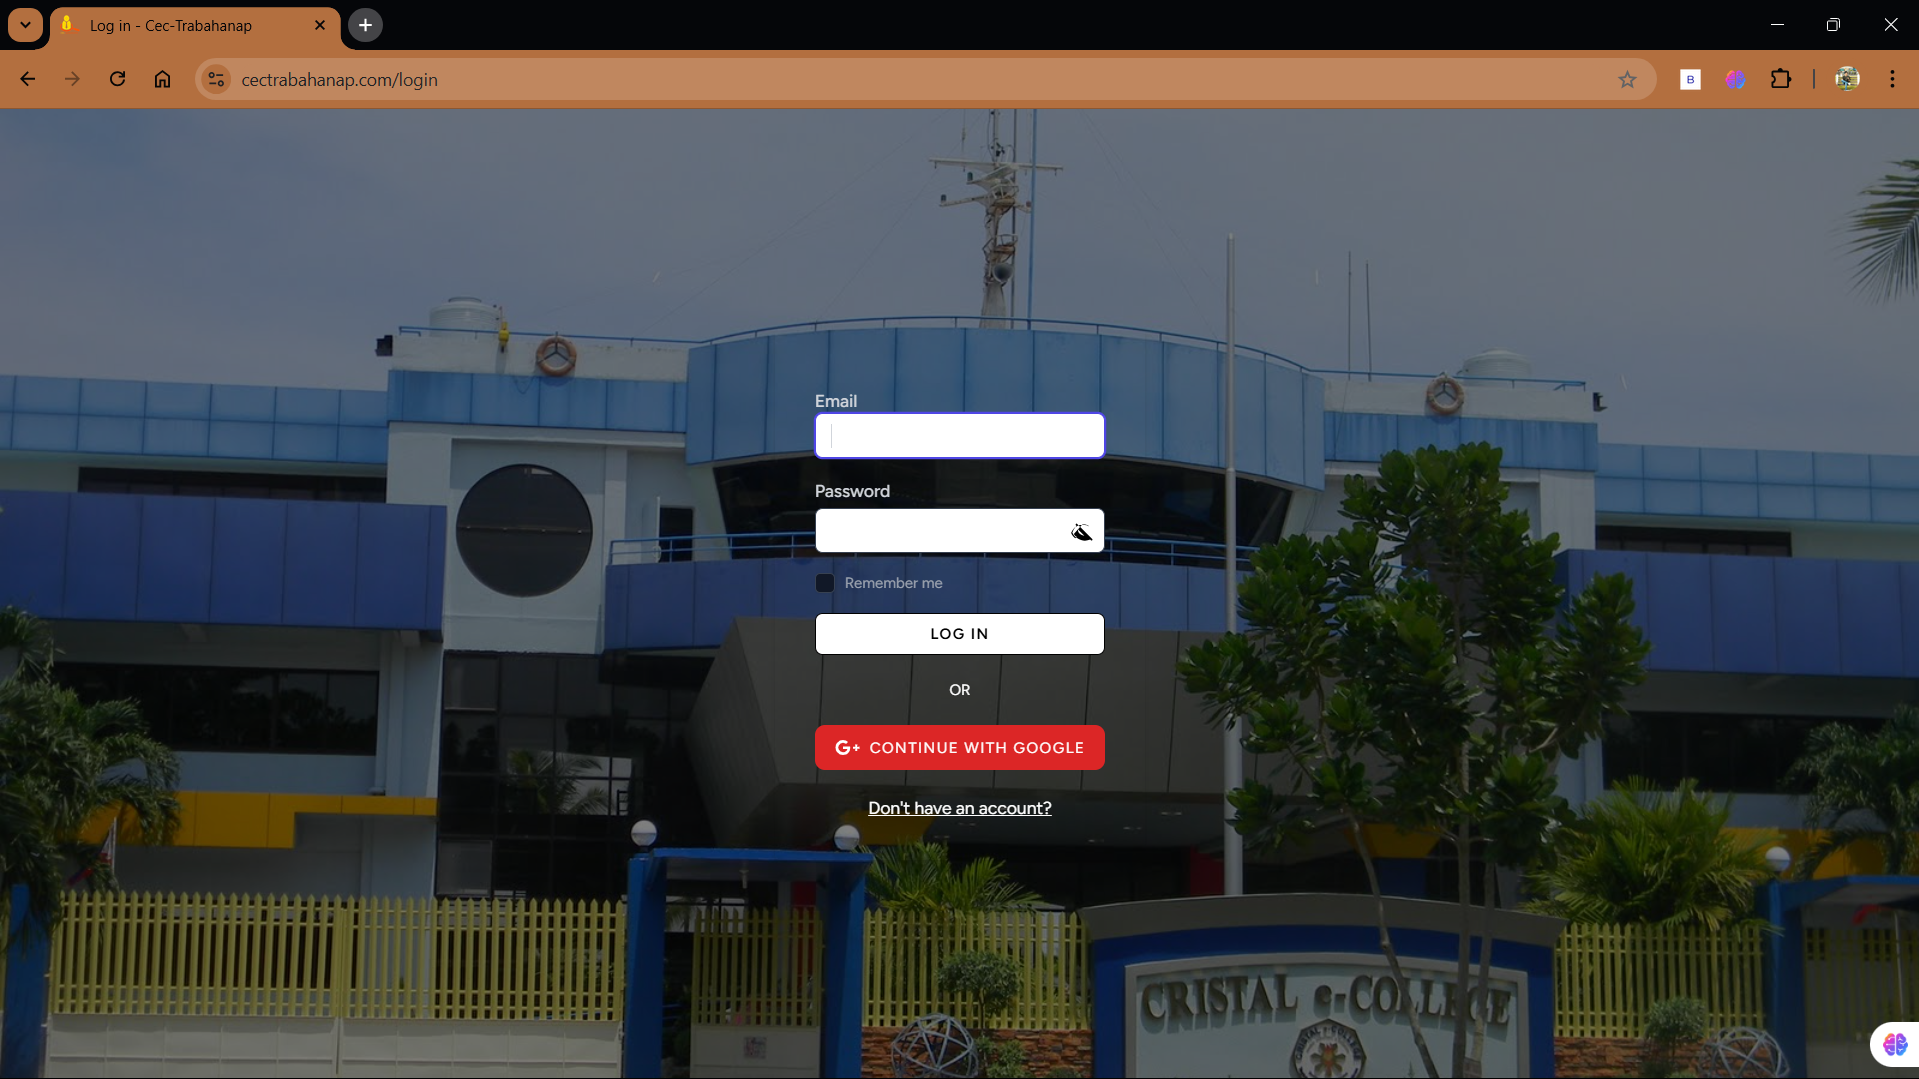 Log in - Cec-Trabahanap
cectrabahanap.com/login
B
Email
Password
Remember me
LOG IN
OR
G+ CONTINUE WITH GOOGLE
Don't have an account?
CRISTAL e-COLLEGE